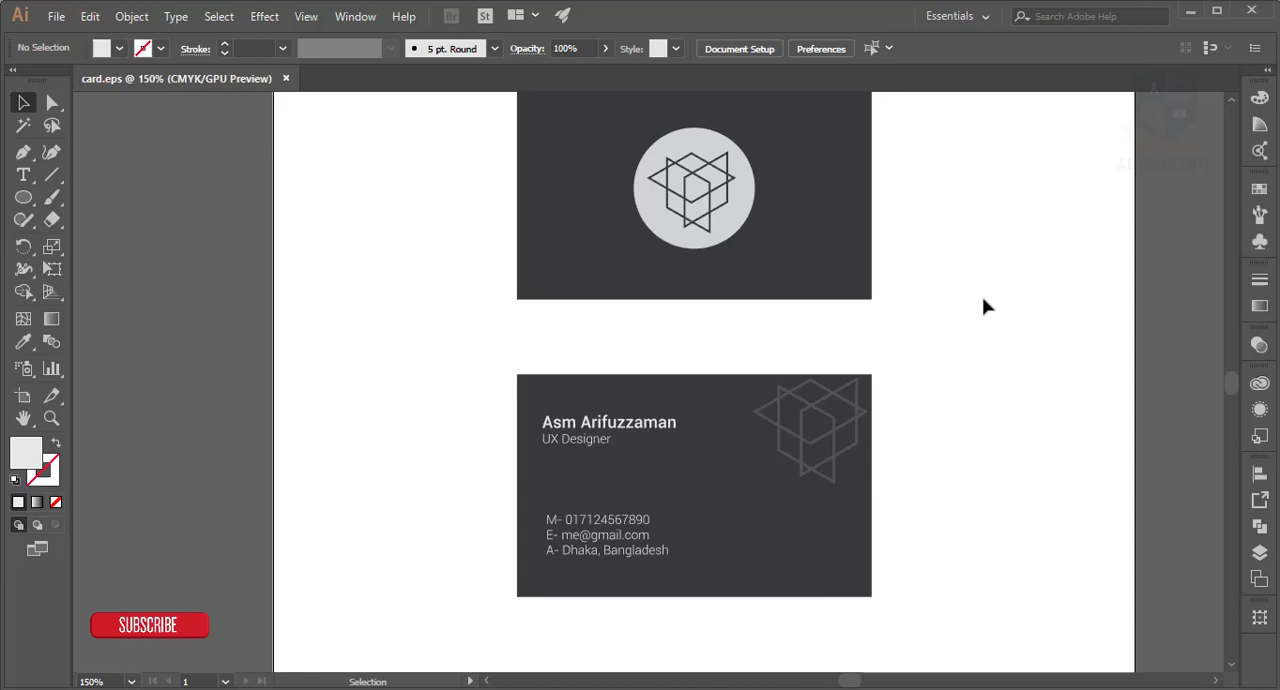 Ai File Edit Object Type Select Effect View Window Help Br St Essentials Search Adobe Help
No Selection Stroke: 5 pt. Round Opacity: 100% Style: Document Setup Preferences
card.eps @ 150% (CMYK/GPU Preview)
Asm Arifuzzaman
UX Designer
M- 017124567890
E- me@gmail.com
A- Dhaka, Bangladesh
SUBSCRIBE
150% 1 Selection